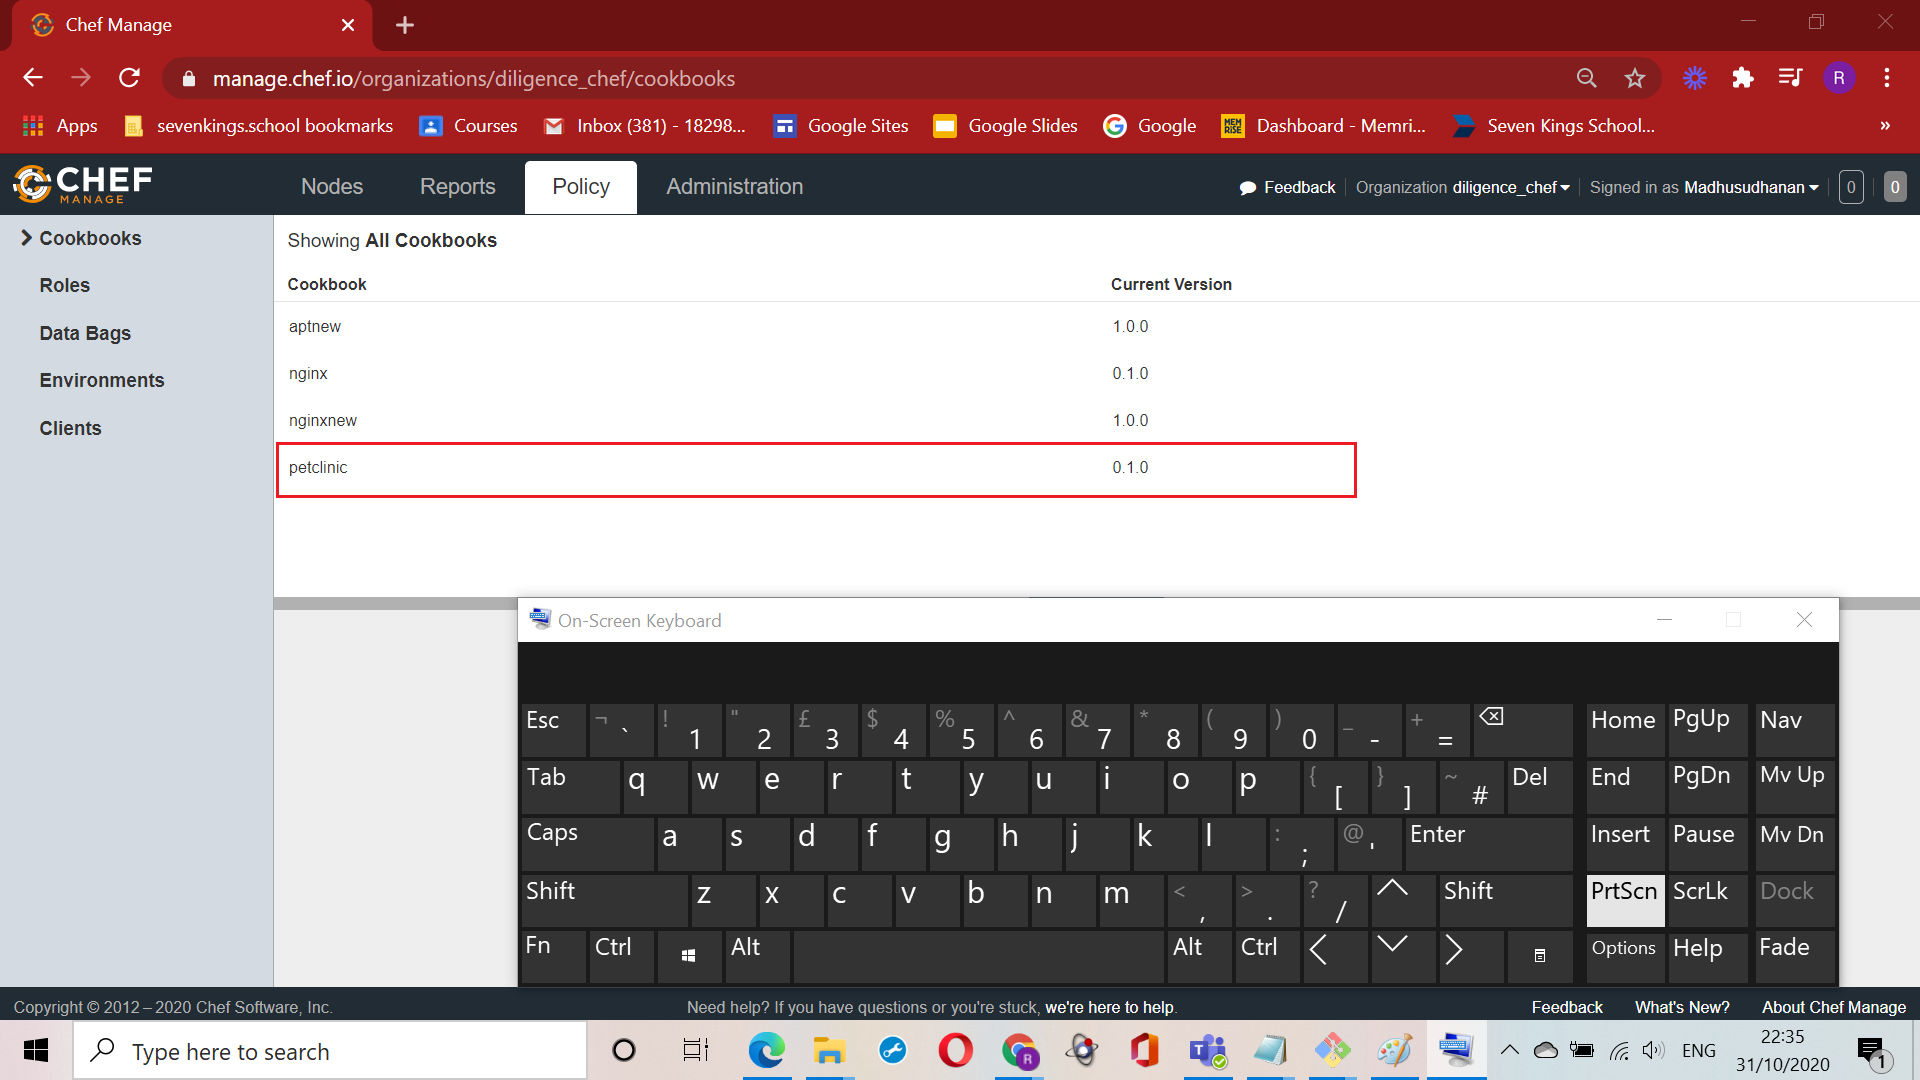 Chef Manage
manage.chef.io/organizations/diligence_chef/cookbooks
R
Apps sevenkings.school bookmarks Courses Inbox (381) - 18298... Google Sites Google Slides Google Dashboard - Memri... Seven Kings School... »
CHEF MANAGE
Nodes Reports Policy Administration
Feedback Organization diligence_chef Signed in as Madhusudhanan 0 0
Cookbooks
Roles
Data Bags
Environments
Clients
Showing All Cookbooks
Cookbook Current Version
aptnew 1.0.0
nginx 0.1.0
nginxnew 1.0.0
petclinic 0.1.0
On-Screen Keyboard
Esc ¬ ` ! 1 " 2 £ 3 $ 4 % 5 ^ 6 & 7 * 8 ( 9 ) 0 _ - + = Home PgUp Nav
Tab q w e r t y u i o p { [ } ] ~ # Del End PgDn Mv Up
Caps a s d f g h j k l : ; @ ' Enter Insert Pause Mv Dn
Shift z x c v b n m < , > . ? / Shift PrtScn ScrLk Dock
Fn Ctrl Alt Alt Ctrl Options Help Fade
Copyright © 2012 – 2020 Chef Software, Inc. Need help? If you have questions or you're stuck, we're here to help. Feedback What's New? About Chef Manage
Type here to search
ENG
22:35
31/10/2020
1